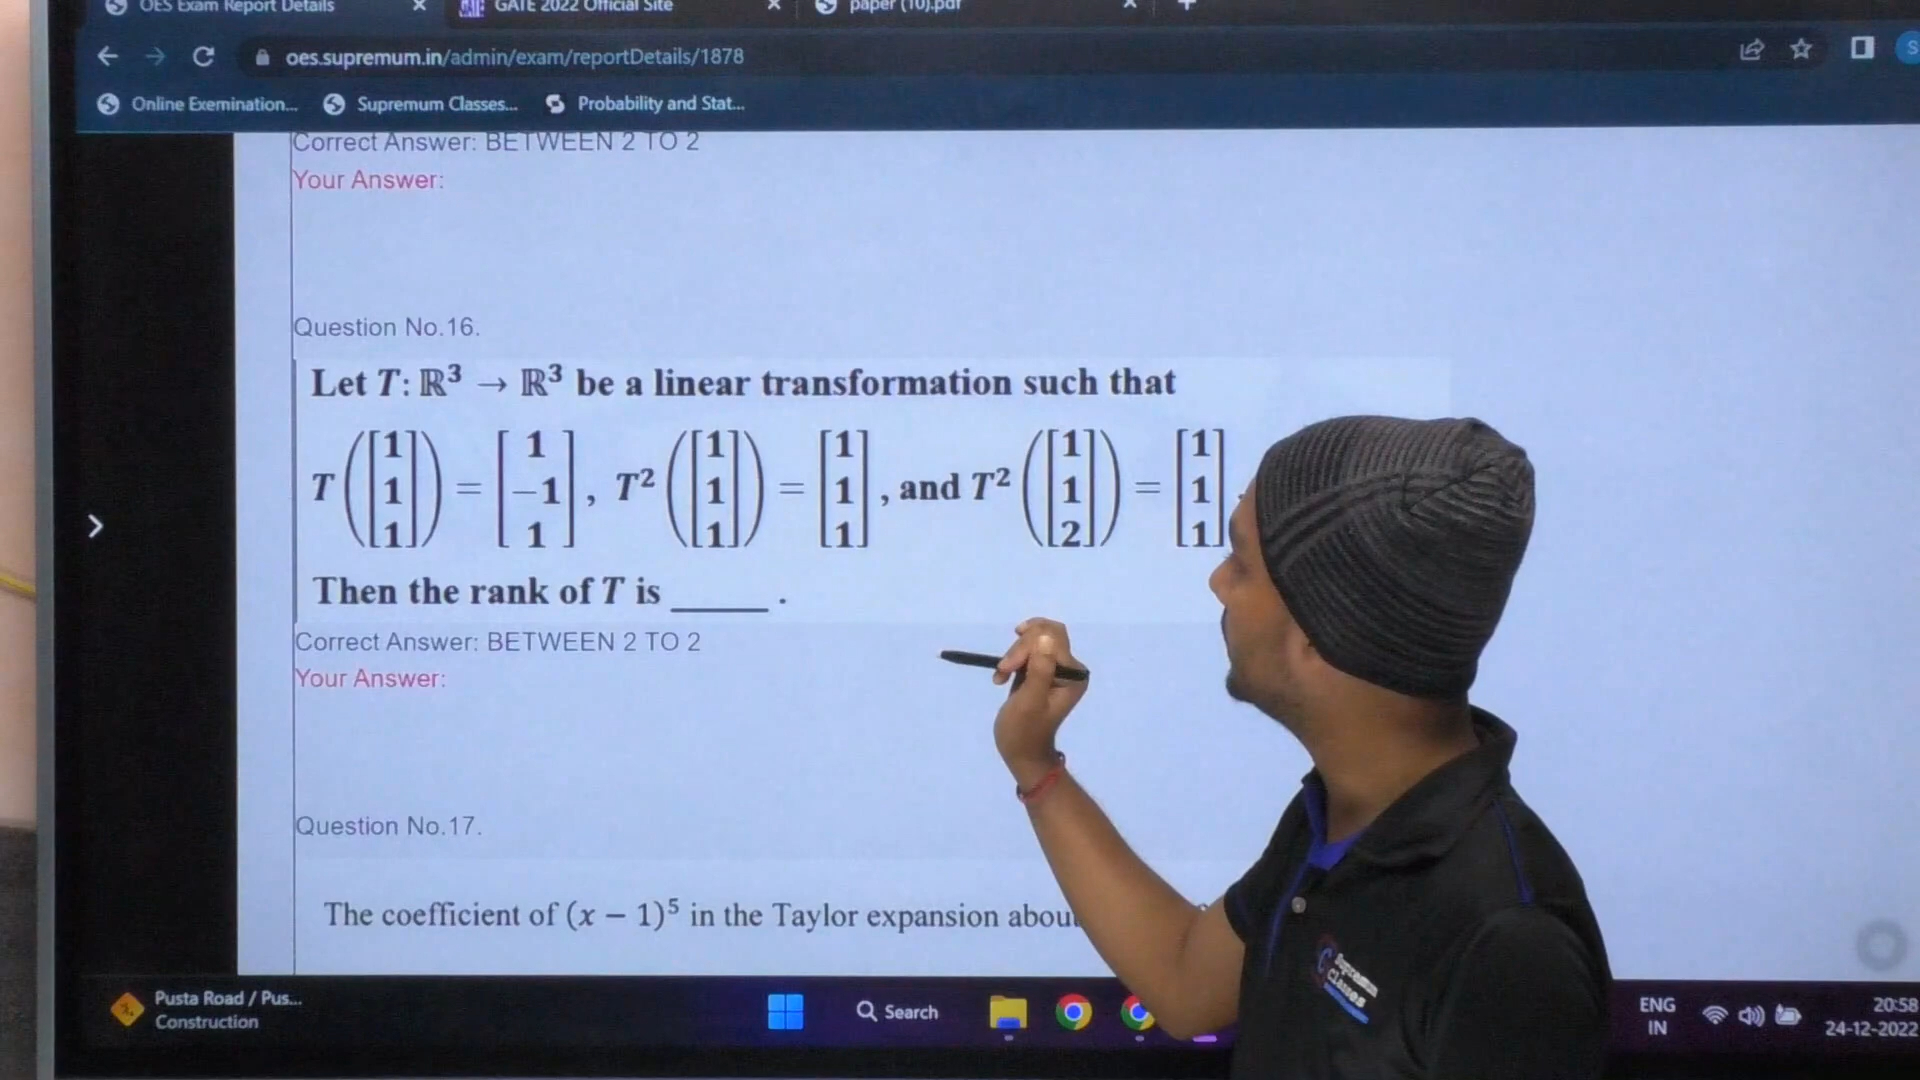 OES Exam Report Details
GATE 2022 Official Site
paper (10).pdf
oes.supremum.in/admin/exam/reportDetails/1878
S
Online Exemination... Supremum Classes... Probability and Stat...
Correct Answer: BETWEEN 2 TO 2
Your Answer:
Question No.16.
Let T: ℝ³ → ℝ³ be a linear transformation such that
T([1 1 1]) = [1 −1 1], T²([1 1 1]) = [1 1 1], and T²([1 1 2]) = [1 1 1].
Then the rank of T is _____ .
Correct Answer: BETWEEN 2 TO 2
Your Answer:
Question No.17.
The coefficient of (x − 1)⁵ in the Taylor expansion
Supremum
Classes
Pusta Road / Pus...
Construction
Search
ENG
IN
20:58
24-12-2022